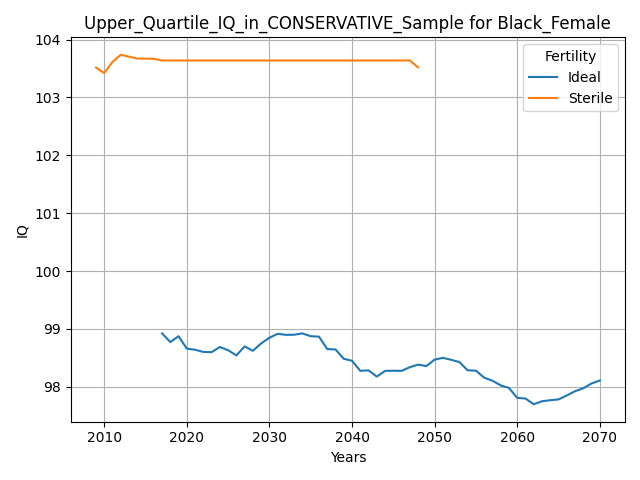 Upper_Quartile_IQ_in_CONSERVATIVE_Sample for Black_Female
104
103
102
101
100
99
98
IQ
Fertility
Ideal
Sterile
2010 2020 2030 2040 2050 2060 2070
Years